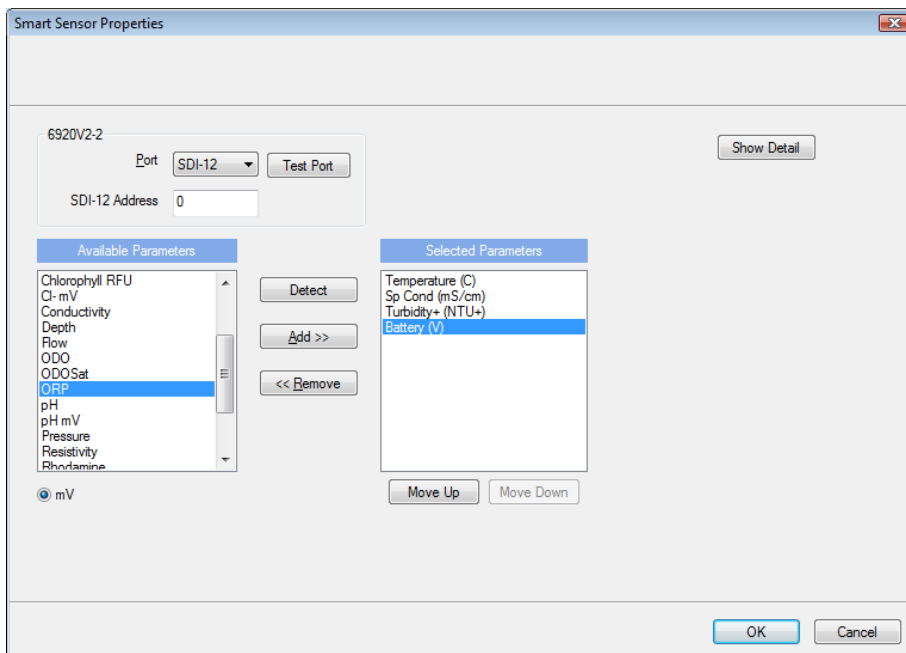 Smart Sensor Properties
6920V2-2
Port
SDI-12
Test Port
Show Detail
SDI-12 Address
0
Available Parameters
Chlorophyll RFU
Cl- mV
Conductivity
Depth
Flow
ODO
ODOSat
ORP
pH
pH mV
Pressure
Resistivity
Rhodamine
mV
Detect
Add >>
<< Remove
Selected Parameters
Temperature (C)
Sp Cond (mS/cm)
Turbidity+ (NTU+)
Battery (V)
Move Up
Move Down
OK
Cancel